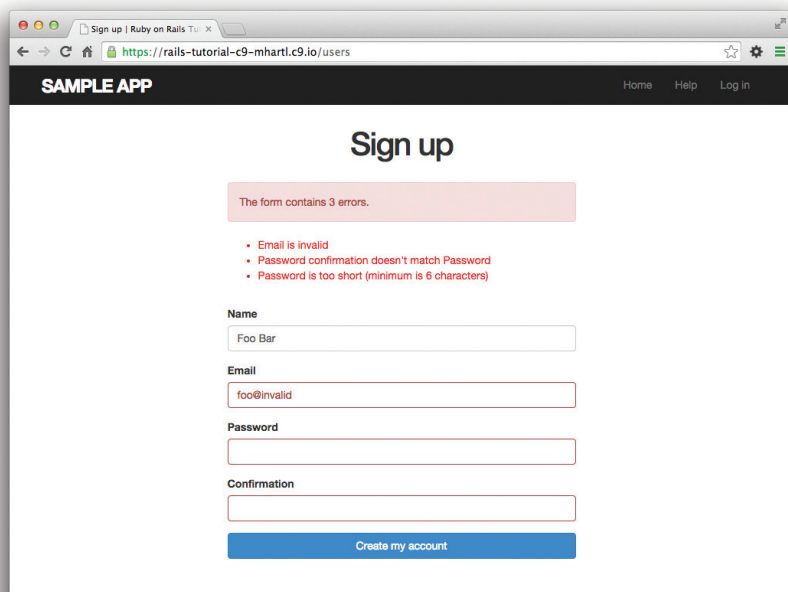 Sign up | Ruby on Rails Tut
https://rails-tutorial-c9-mhartl.c9.io/users
SAMPLE APP
Home Help Log in
Sign up
The form contains 3 errors.
• Email is invalid
• Password confirmation doesn't match Password
• Password is too short (minimum is 6 characters)
Name
Foo Bar
Email
foo@invalid
Password
Confirmation
Create my account